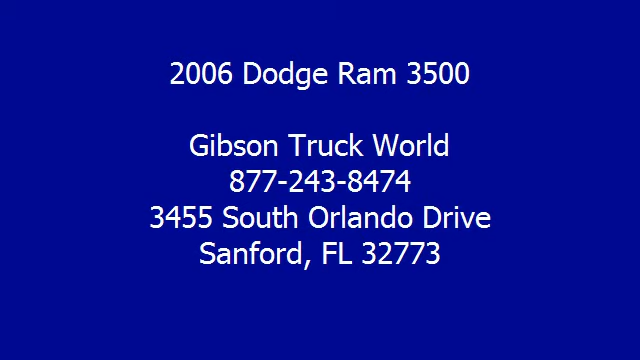 2006 Dodge Ram 3500
Gibson Truck World
877-243-8474
3455 South Orlando Drive
Sanford, FL 32773